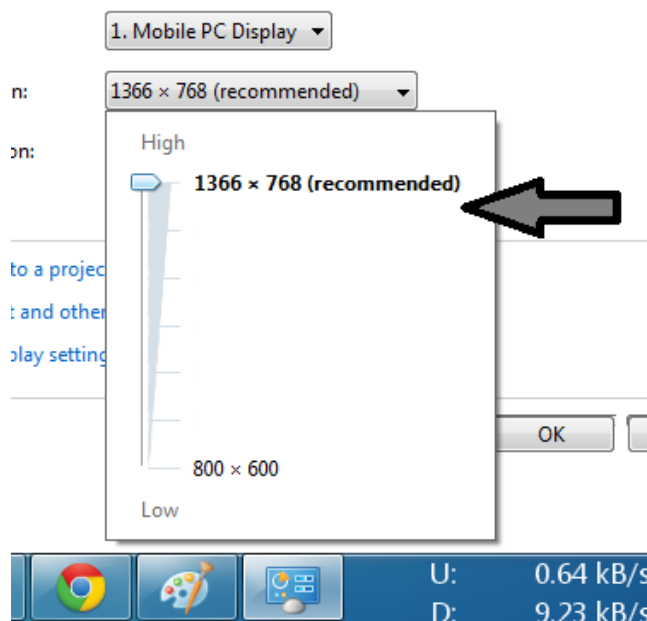 1. Mobile PC Display
n: 1366 × 768 (recommended)
on:
High
1366 × 768 (recommended)
to a projec
t and other
play setting
OK
800 × 600
Low
U: 0.64 kB/s
D: 9.23 kB/s